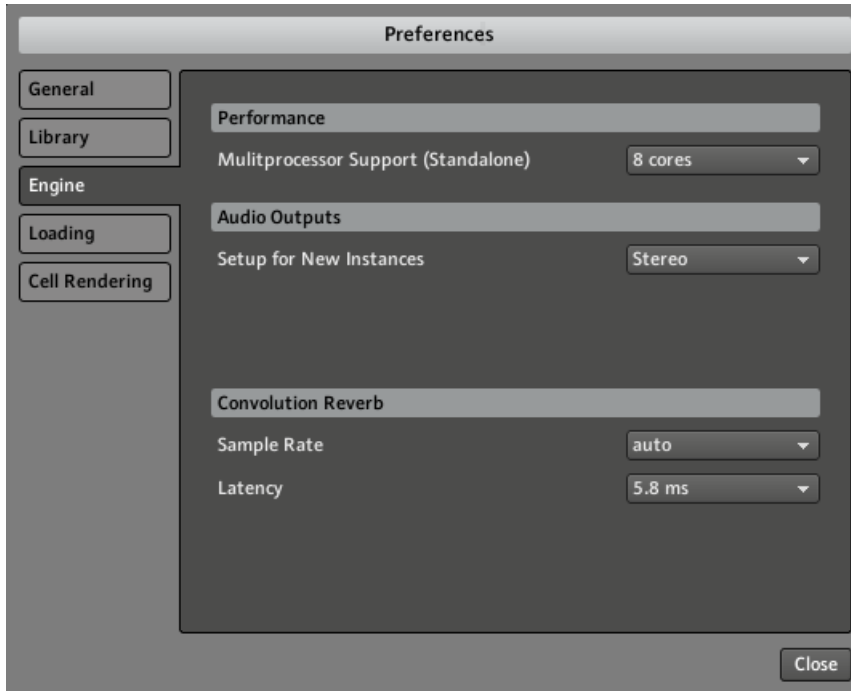 Preferences
General
Library
Engine
Loading
Cell Rendering
Performance
Mulitprocessor Support (Standalone) 8 cores
Audio Outputs
Setup for New Instances Stereo
Convolution Reverb
Sample Rate auto
Latency 5.8 ms
Close